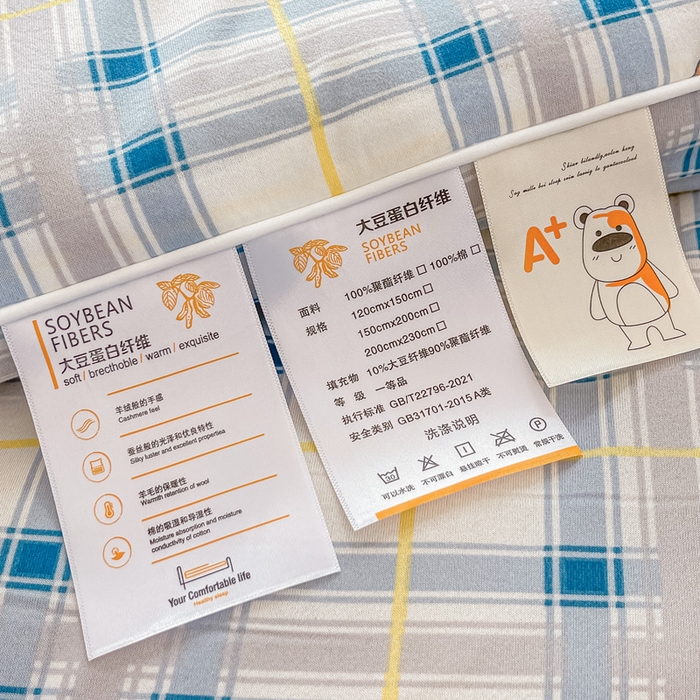 SOYBEAN
FIBERS
大豆蛋白纤维
soft / brecthoble / warm / exquisite
羊绒般的手感
Cashmere feel
蚕丝般的光泽和优良特性
Silky luster and excellent propertiea
羊毛的保暖性
Warmth retention of wool
棉的吸湿和导湿性
Moisture absorption and moisture
conductivity of cotton
Your Comfortable life
Healthy sleep
大豆蛋白纤维
SOYBEAN
FIBERS
面料 100%聚酯纤维 100%棉
规格 120cmx150cm
150cmx200cm
200cmx230cm
填充物 10%大豆纤维90%聚酯纤维
等级 一等品
执行标准 GB/T22796-2021
安全类别 GB31701-2015 A类
洗涤说明
30
P
可以水洗 不可漂白 悬挂晾干 不可熨烫 常规干洗
A+